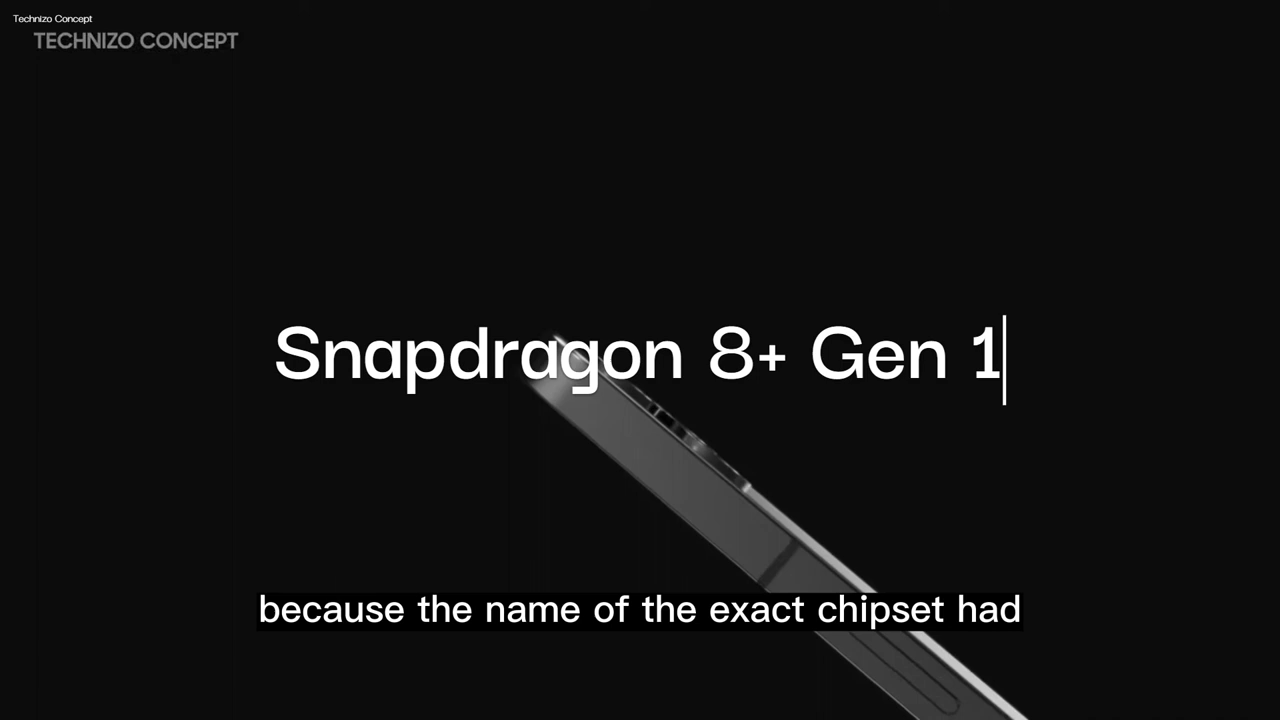 Technizo Concept
TECHNIZO CONCEPT
Snapdragon 8+ Gen 1
because the name of the exact chipset had